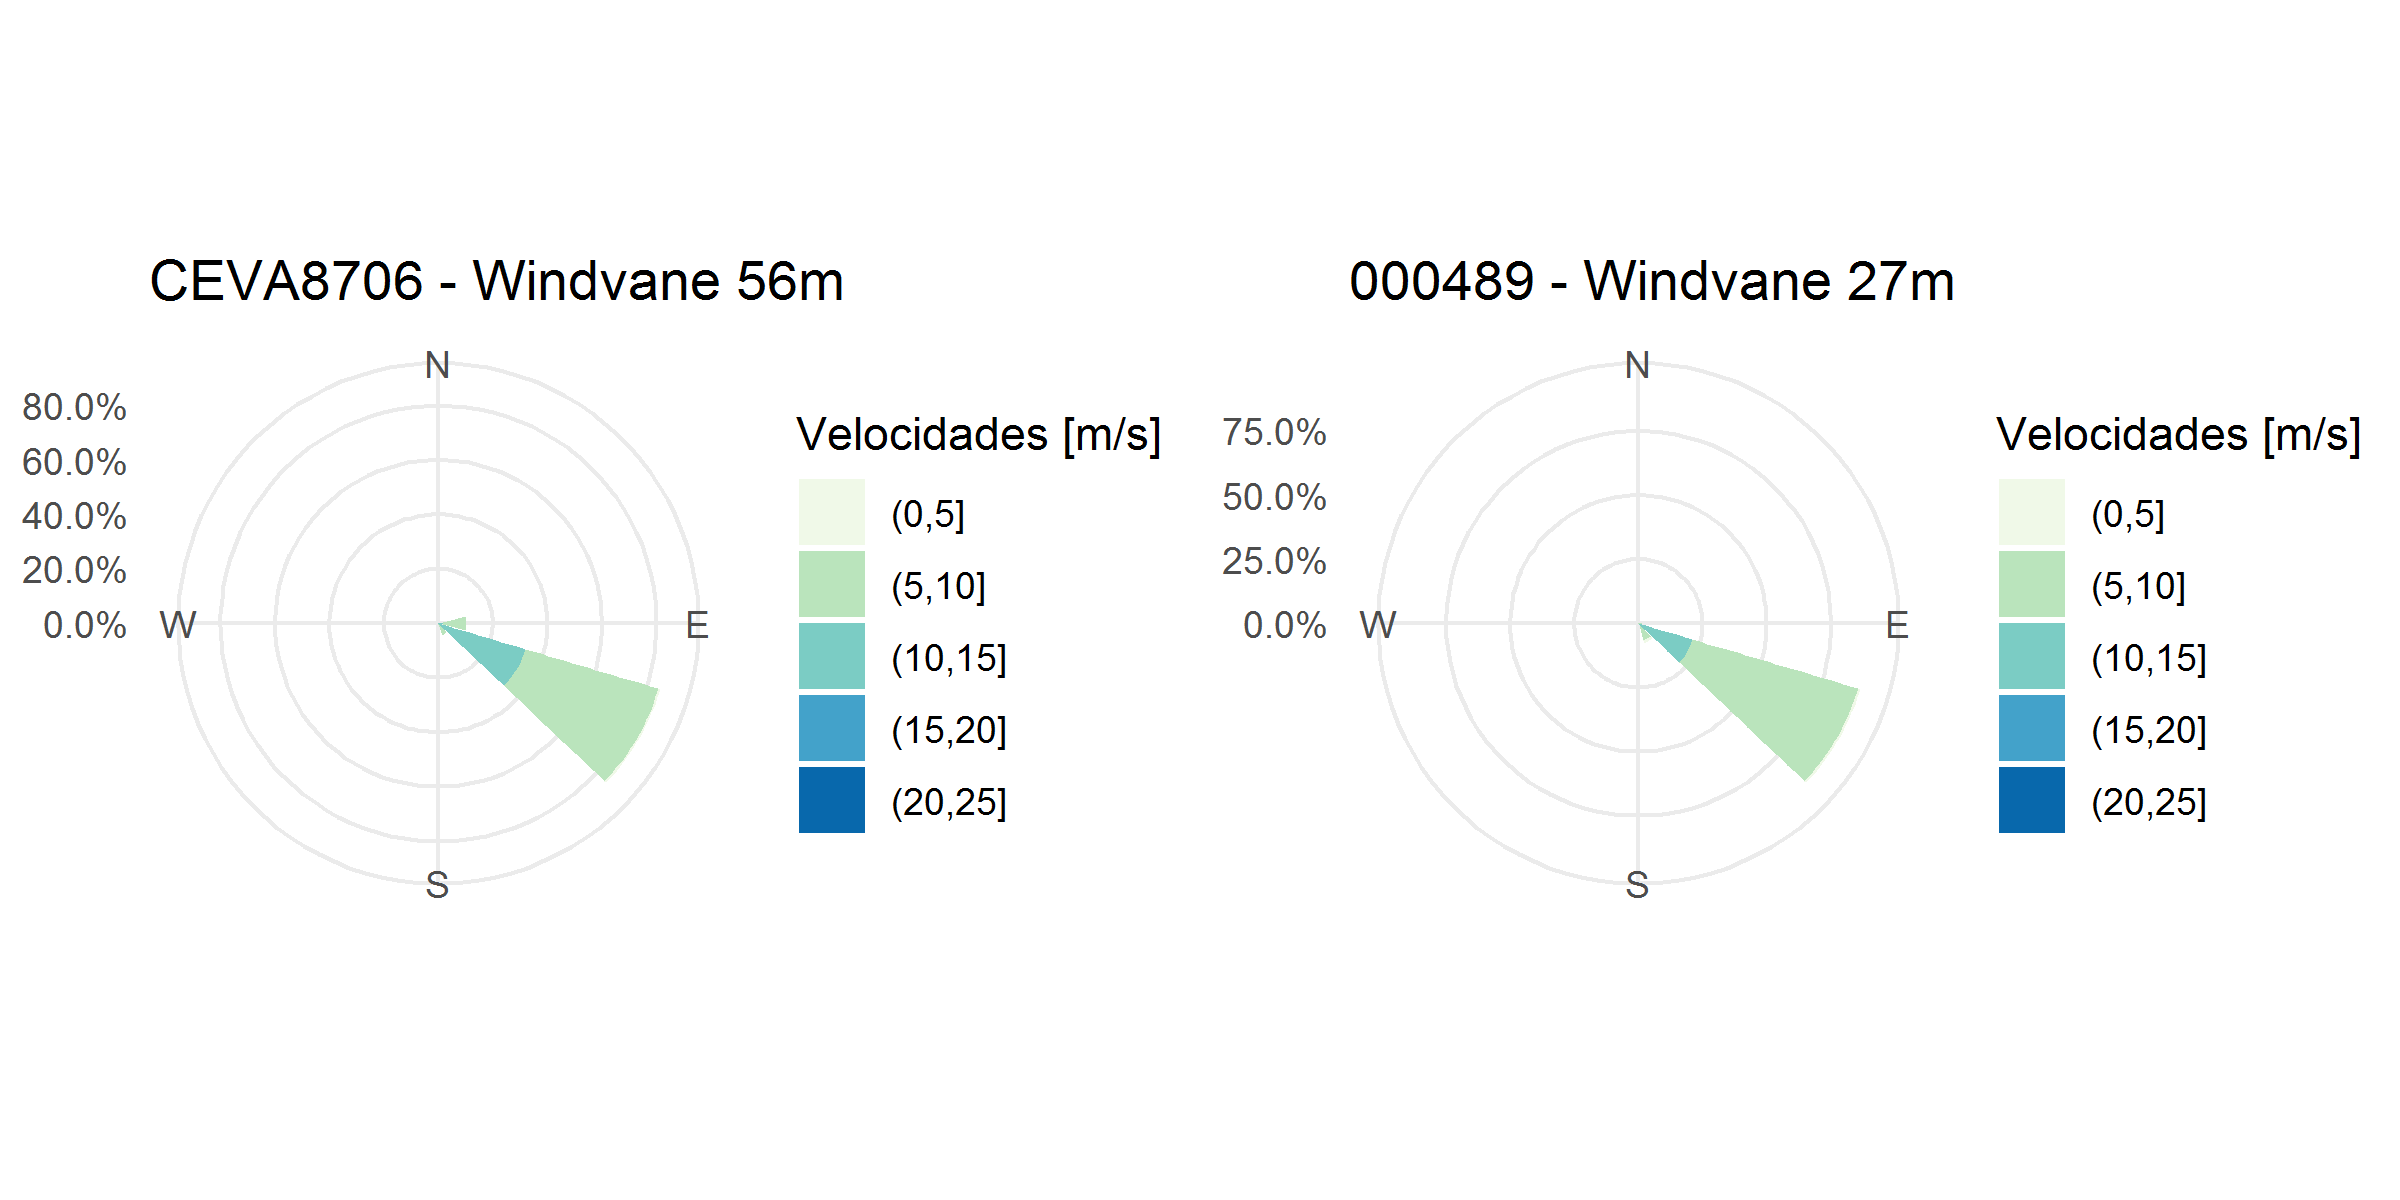 CEVA8706 - Windvane 56m
N
80.0%
60.0%
40.0%
20.0%
0.0%
W
E
S
Velocidades [m/s]
(0,5]
(5,10]
(10,15]
(15,20]
(20,25]
000489 - Windvane 27m
N
75.0%
50.0%
25.0%
0.0%
W
E
S
Velocidades [m/s]
(0,5]
(5,10]
(10,15]
(15,20]
(20,25]